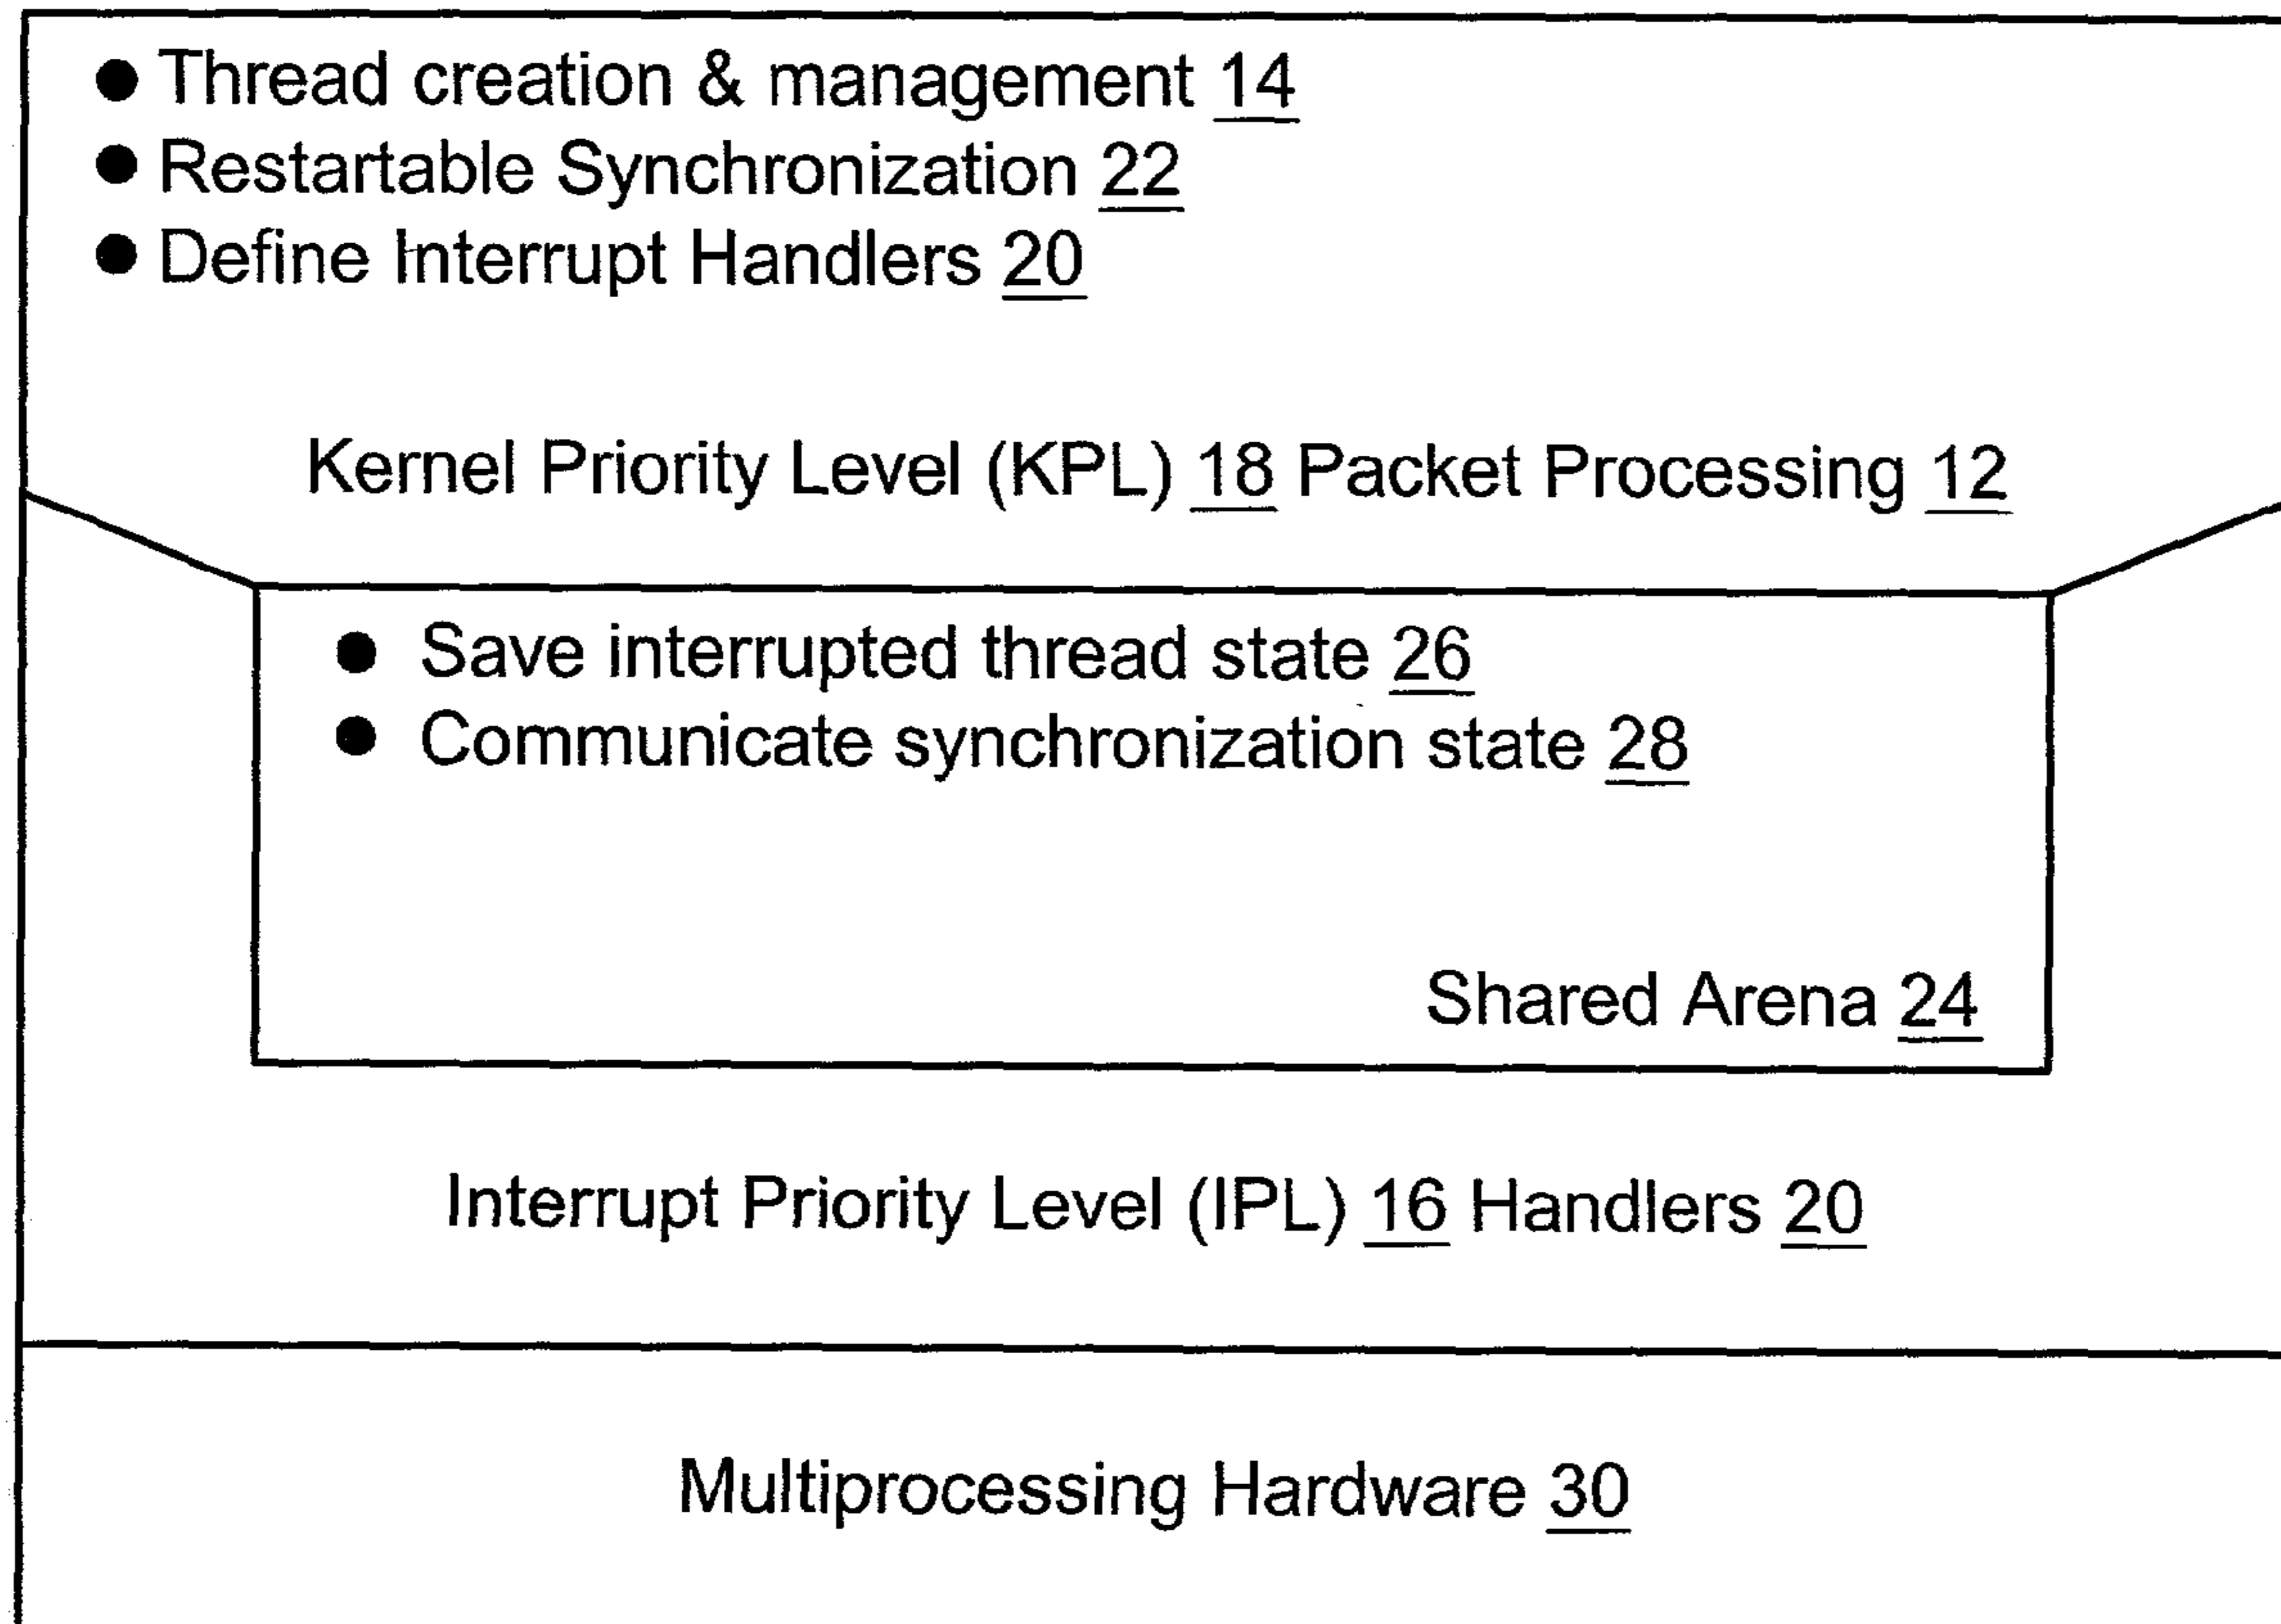 ● Thread creation & management 14
● Restartable Synchronization 22
● Define Interrupt Handlers 20
Kernel Priority Level (KPL) 18 Packet Processing 12
● Save interrupted thread state 26
● Communicate synchronization state 28
Shared Arena 24
Interrupt Priority Level (IPL) 16 Handlers 20
Multiprocessing Hardware 30